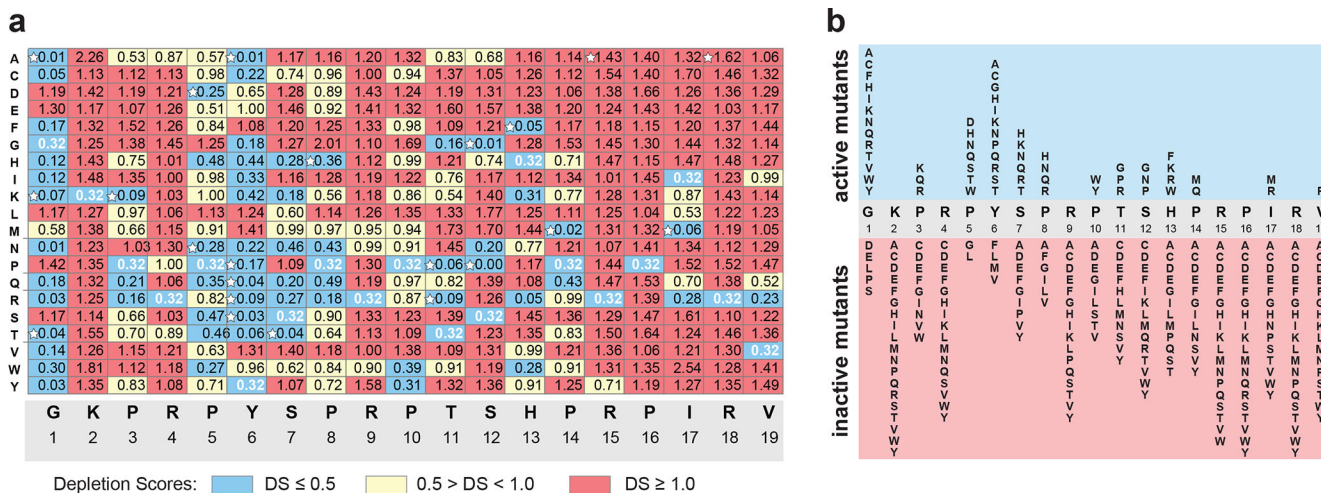 a
A 0.01 2.26 0.53 0.87 0.57 0.01 1.17 1.16 1.20 1.32 0.83 0.68 1.16 1.14 1.43 1.40 1.32 1.62 1.06
C 0.05 1.13 1.12 1.13 0.98 0.22 0.74 0.96 1.00 0.94 1.37 1.05 1.26 1.12 1.54 1.40 1.70 1.46 1.32
D 1.19 1.42 1.19 1.21 0.25 0.65 1.28 0.89 1.43 1.24 1.19 1.31 1.23 1.06 1.38 1.66 1.26 1.36 1.29
E 1.30 1.17 1.07 1.26 0.51 1.00 1.46 0.92 1.41 1.32 1.60 1.57 1.38 1.20 1.24 1.43 1.42 1.03 1.17
F 0.17 1.32 1.52 1.26 0.84 1.08 1.20 1.25 1.33 0.98 1.09 1.21 0.05 1.17 1.18 1.15 1.20 1.37 1.44
G 0.32 1.25 1.38 1.45 1.25 0.18 1.27 2.01 1.10 1.69 0.16 0.01 1.28 1.53 1.45 1.30 1.44 1.32 1.14
H 0.12 1.43 0.75 1.01 0.48 0.44 0.28 0.36 1.12 0.99 1.21 0.74 0.32 0.71 1.47 1.15 1.47 1.48 1.27
I 0.12 1.48 1.35 1.00 0.98 0.33 1.16 1.28 1.19 1.22 0.76 1.17 1.12 1.34 1.01 1.45 0.32 1.22 0.99
K 0.07 0.32 0.09 1.03 1.00 0.42 0.18 0.56 1.18 0.86 0.54 1.40 0.31 0.77 1.28 1.31 0.87 1.43 1.14
L 1.17 1.27 0.97 1.06 1.13 1.24 0.60 1.14 1.26 1.35 1.33 1.77 1.25 1.11 1.25 1.04 0.53 1.22 1.23
M 0.58 1.38 0.66 1.15 0.91 1.41 0.99 0.97 0.95 0.94 1.03 1.70 1.44 0.02 1.41 1.32 0.06 1.19 1.05
N 0.01 1.23 1.03 1.30 0.28 0.22 0.46 0.43 0.99 0.91 1.45 0.20 0.77 1.21 1.07 1.41 1.34 1.12 1.29
P 1.42 1.35 0.32 1.00 0.32 0.17 1.09 0.32 1.30 0.32 0.06 0.00 1.32 0.32 1.44 0.32 1.52 1.52 1.47
Q 0.18 1.32 0.21 1.06 0.35 0.04 0.20 0.49 1.19 0.97 0.82 1.39 1.08 0.43 1.47 1.53 0.70 1.38 0.52
R 0.03 1.25 0.16 0.32 0.82 0.09 0.27 0.18 0.32 0.87 0.09 1.26 0.05 0.99 0.32 1.37 0.28 0.32 0.23
S 1.17 1.14 0.66 1.03 0.47 0.03 0.32 0.90 1.33 1.23 1.39 0.32 1.45 1.36 1.29 1.47 1.61 1.10 1.22
T 0.04 1.55 0.70 0.89 0.46 0.06 0.04 0.64 1.13 1.09 0.32 1.23 1.35 0.83 1.50 1.64 1.24 1.46 1.36
V 0.14 1.26 1.15 1.21 0.63 1.31 1.40 1.18 1.00 1.38 1.09 1.31 0.99 1.21 1.36 1.06 1.21 1.30 0.32
W 0.30 1.81 1.12 1.18 0.27 0.96 0.62 0.84 0.90 0.39 0.91 1.19 0.28 0.91 1.31 1.35 2.54 1.28 1.41
Y 0.03 1.35 0.83 1.08 0.71 0.32 1.07 0.72 1.58 0.31 1.32 1.36 0.91 1.25 0.71 1.19 1.27 1.35 1.49
G K P R P Y S P R P T S H P R P I R V
1 2 3 4 5 6 7 8 9 10 11 12 13 14 15 16 17 18 19
Depletion Scores: DS ≤ 0.5 0.5 > DS < 1.0 DS ≥ 1.0
b
active mutants
ACFHIKNQRTVWY
KQR
DHNQSTW
ACGHIKNPQRST
HKNQRT
HNQR
WY
GPR
GNP
FKRW
MQ
MR
G K P R P Y S P R P T S H P R P I R
1 2 3 4 5 6 7 8 9 10 11 12 13 14 15 16 17 18
inactive mutants
DELPS
ACDEFGHILMNPQRSTVWY
CDEFGINVW
CDEFGHIKLMNQSVWY
GL
FLMV
ADEFGIPVY
AFGILV
ACDEFGHIKLPQSTVY
ADEGILSTV
CDEFHLMNSVY
CDEFIKLMQRTVWY
ACDEGILMPQST
ACDEFGILNSVY
ACDEFGHIKLMNPQSTVW
ACDEFGHIKLMNQRSTVWY
ACDEFGHNPSTVWY
ACDEFGHIKLMNPQSTVWY